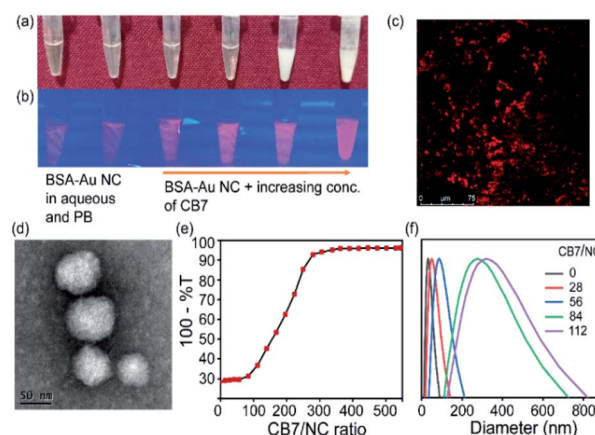 (a)
(b)
(c)
BSA-Au NC
in aqueous
and PB
BSA-Au NC + increasing conc.
of CB7
0 µm 75
(d)
50 nm
(e)
100
90
80
70
60
50
40
30
100 - %T
0 100 200 300 400 500
CB7/NC ratio
(f)
CB7/NC
0
28
56
84
112
0 200 400 600 800
Diameter (nm)